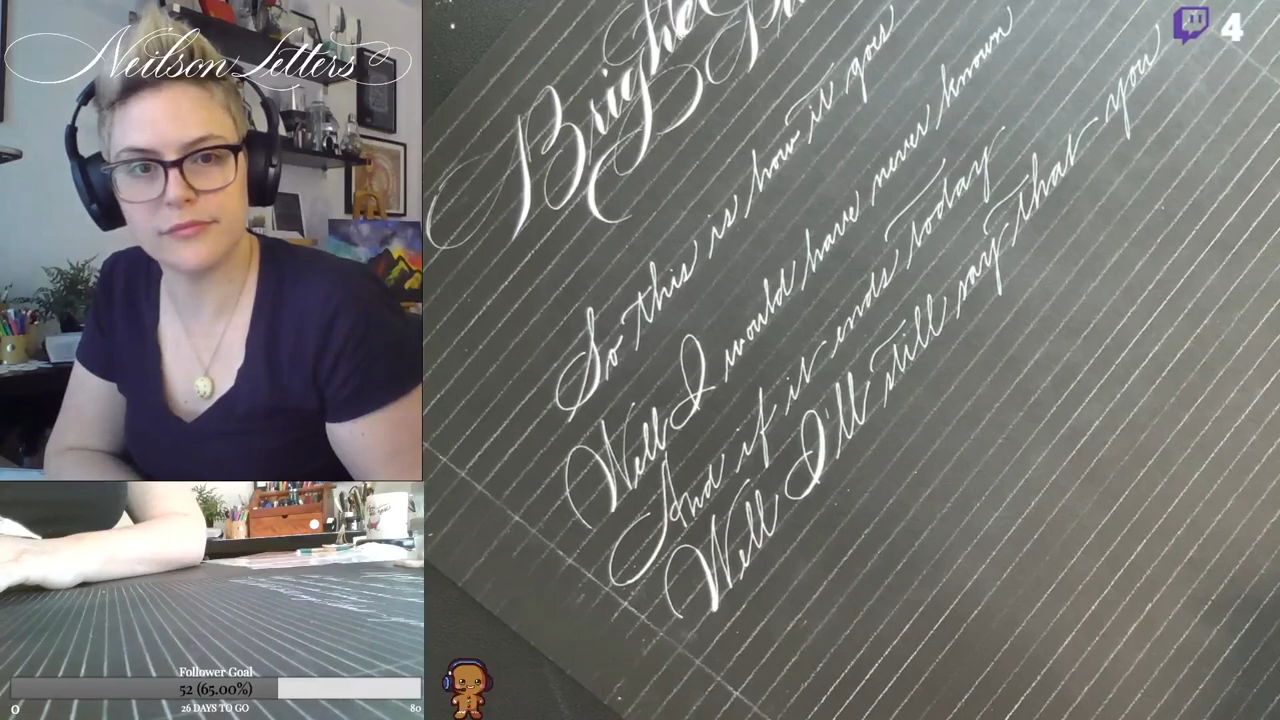 Neilson Letters
4
Bright
So this is how it goes
Well I would have never known
And if it ends today
Well I'll still say that you
Follower Goal
52 (65.00%)
0
26 DAYS TO GO
80